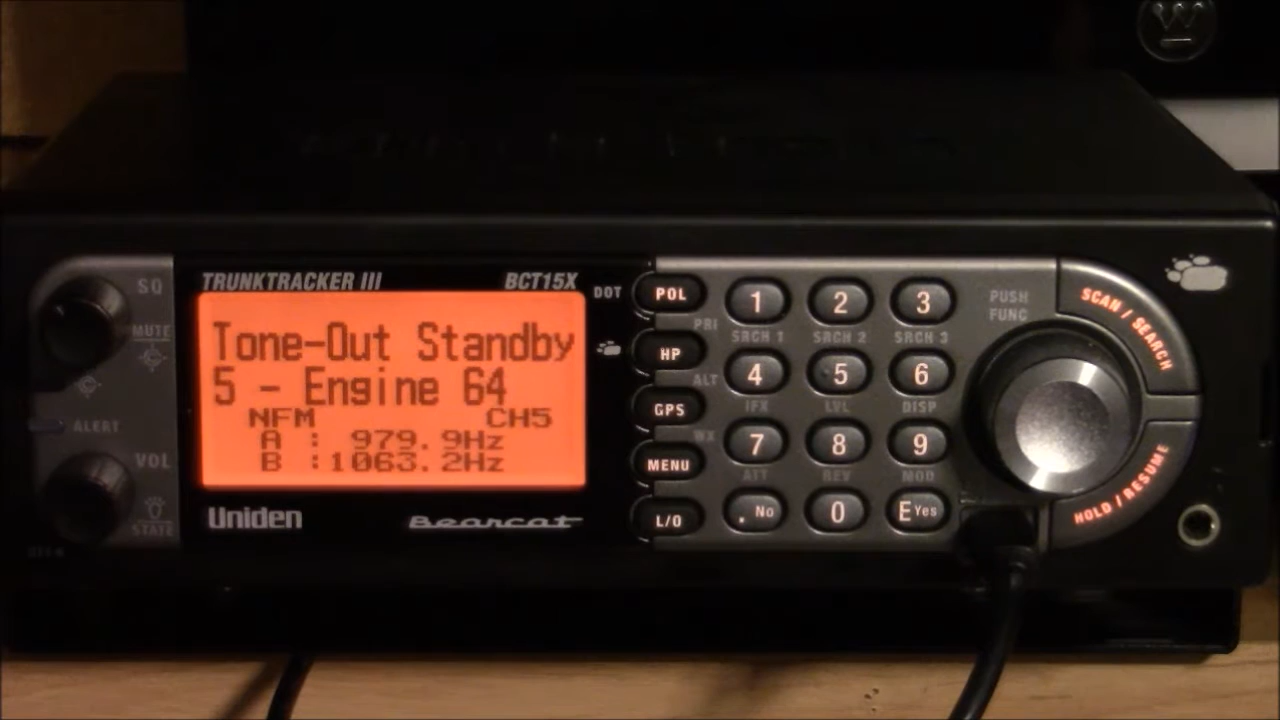 TRUNKTRACKER III BCT15X
Tone-Out Standby
5 - Engine 64
NFM CH5
A : 979.9Hz
B :1063.2Hz
Uniden Bearcat
SQ
MUTE
ALERT
VOL
STATE
DOT POL
PRI
HP
ALT
GPS
WX
MENU
L/O
1 2 3
SRCH 1 SRCH 2 SRCH 3
4 5 6
IFX LVL DISP
7 8 9
ATT REV MOD
. No 0 E Yes
PUSH
FUNC
SCAN / SEARCH
HOLD / RESUME